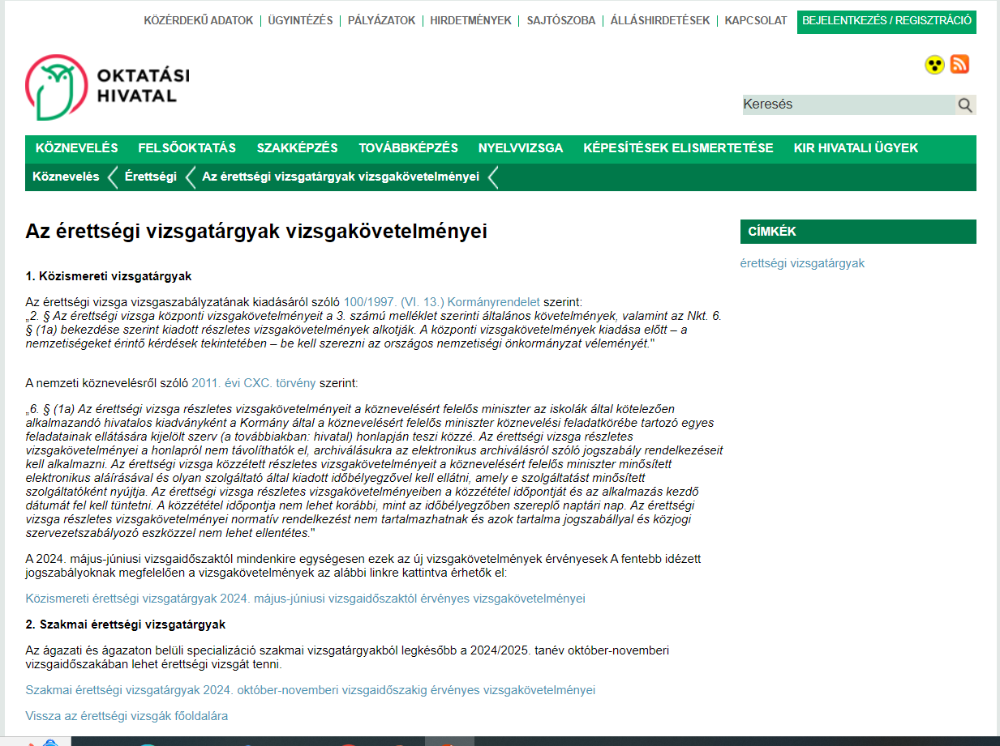 KÖZÉRDEKŰ ADATOK | ÜGYINTÉZÉS | PÁLYÁZATOK | HIRDETMÉNYEK | SAJTÓSZOBA | ÁLLÁSHIRDETÉSEK | KAPCSOLAT BEJELENTKEZÉS / REGISZTRÁCIÓ
OKTATÁSI
HIVATAL
Keresés
KÖZNEVELÉS FELSŐOKTATÁS SZAKKÉPZÉS TOVÁBBKÉPZÉS NYELVVIZSGA KÉPESÍTÉSEK ELISMERTETÉSE KIR HIVATALI ÜGYEK
Köznevelés Érettségi Az érettségi vizsgatárgyak vizsgakövetelményei
Az érettségi vizsgatárgyak vizsgakövetelményei
1. Közismereti vizsgatárgyak
Az érettségi vizsga vizsgaszabályzatának kiadásáról szóló 100/1997. (VI. 13.) Kormányrendelet szerint:
„2. § Az érettségi vizsga központi vizsgakövetelményeit a 3. számú melléklet szerinti általános követelmények, valamint az Nkt. 6.
§ (1a) bekezdése szerint kiadott részletes vizsgakövetelmények alkotják. A központi vizsgakövetelmények kiadása előtt – a
nemzetiségeket érintő kérdések tekintetében – be kell szerezni az országos nemzetiségi önkormányzat véleményét."
A nemzeti köznevelésről szóló 2011. évi CXC. törvény szerint:
„6. § (1a) Az érettségi vizsga részletes vizsgakövetelményeit a köznevelésért felelős miniszter az iskolák által kötelezően
alkalmazandó hivatalos kiadványként a Kormány által a köznevelésért felelős miniszter köznevelési feladatkörébe tartozó egyes
feladatainak ellátására kijelölt szerv (a továbbiakban: hivatal) honlapján teszi közzé. Az érettségi vizsga részletes
vizsgakövetelményei a honlapról nem távolíthatók el, archiválásukra az elektronikus archiválásról szóló jogszabály rendelkezéseit
kell alkalmazni. Az érettségi vizsga közzétett részletes vizsgakövetelményeit a köznevelésért felelős miniszter minősített
elektronikus aláírásával és olyan szolgáltató által kiadott időbélyegzővel kell ellátni, amely e szolgáltatást minősített
szolgáltatóként nyújtja. Az érettségi vizsga részletes vizsgakövetelményeiben a közzététel időpontját és az alkalmazás kezdő
dátumát fel kell tüntetni. A közzététel időpontja nem lehet korábbi, mint az időbélyegzőben szereplő naptári nap. Az érettségi
vizsga részletes vizsgakövetelményei normatív rendelkezést nem tartalmazhatnak és azok tartalma jogszabállyal és közjogi
szervezetszabályozó eszközzel nem lehet ellentétes."
A 2024. május-júniusi vizsgaidőszaktól mindenkire egységesen ezek az új vizsgakövetelmények érvényesek A fentebb idézett
jogszabályoknak megfelelően a vizsgakövetelmények az alábbi linkre kattintva érhetők el:
Közismereti érettségi vizsgatárgyak 2024. május-júniusi vizsgaidőszaktól érvényes vizsgakövetelményei
2. Szakmai érettségi vizsgatárgyak
Az ágazati és ágazaton belüli specializáció szakmai vizsgatárgyakból legkésőbb a 2024/2025. tanév október-novemberi
vizsgaidőszakában lehet érettségi vizsgát tenni.
Szakmai érettségi vizsgatárgyak 2024. október-novemberi vizsgaidőszakig érvényes vizsgakövetelményei
Vissza az érettségi vizsgák főoldalára
CÍMKÉK
érettségi vizsgatárgyak